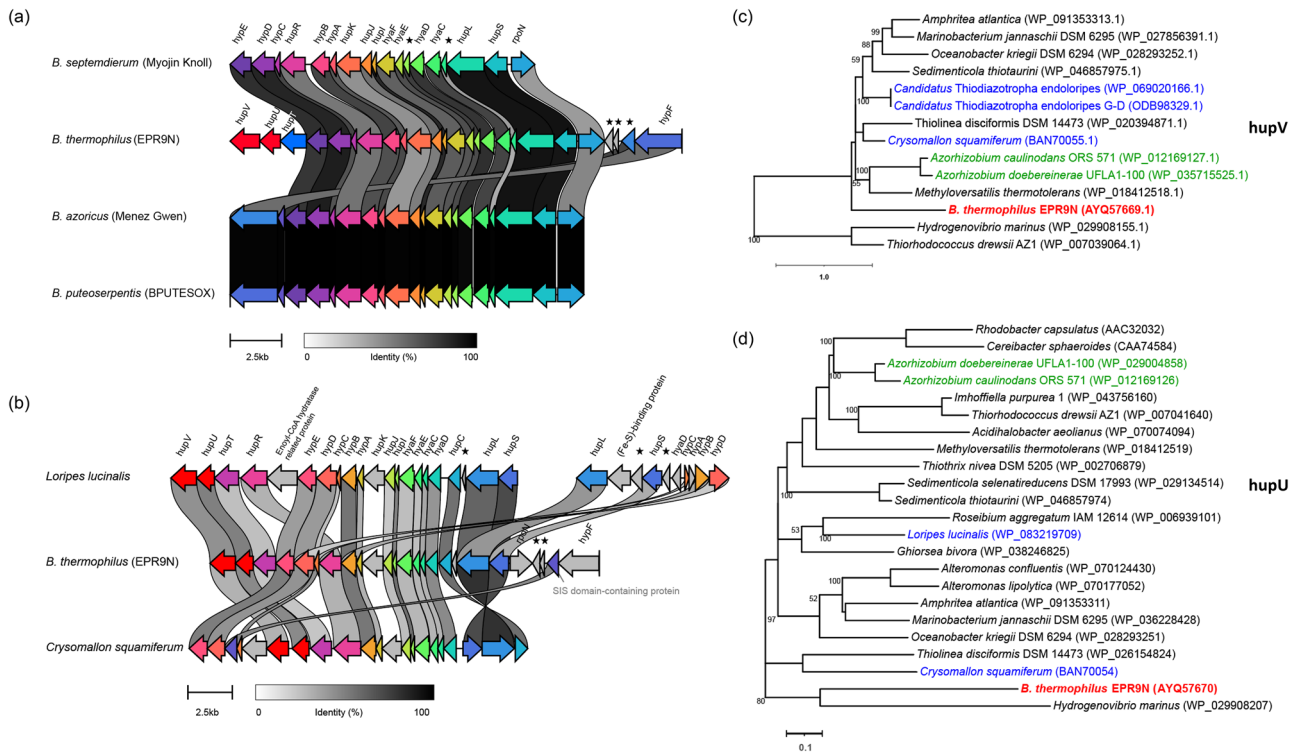 (a)
hypE
hypD
hypC
hupR
hypB
hypA
hupK
hupJ
hupI
hyaF
hyaE
★
hyaD
hyaC
★
hupL
hupS
rpoN
B. septemdierum (Myojin Knoll)
hupV
hupU
★★★
hypF
B. thermophilus (EPR9N)
B. azoricus (Menez Gwen)
B. puteoserpentis (BPUTESOX)
2.5kb
0
100
Identity (%)
(b)
hupV
hupU
hupT
hupR
Enoyl-CoA hydratase
related protein
hypE
hypD
hypC
hypB
hypA
hupK
hupJ
hupI
hyaF
hyaE
hyaC
hyaD
hupC
★
hupL
hupS
hupL
(Fe-S)-binding protein
★
hupS
★
hyaD
hypC
hypA
hypB
hypD
Loripes lucinalis
rpoN
★★
hypF
B. thermophilus (EPR9N)
SIS domain-containing protein
Crysomallon squamiferum
2.5kb
0
Identity (%)
100
(c)
Amphritea atlantica (WP_091353313.1)
99
Marinobacterium jannaschii DSM 6295 (WP_027856391.1)
88
Oceanobacter kriegii DSM 6294 (WP_028293252.1)
59
Sedimenticola thiotaurini (WP_046857975.1)
Candidatus Thiodiazotropha endoloripes (WP_069020166.1)
100
Candidatus Thiodiazotropha endoloripes G-D (ODB98329.1)
hupV
Thiolinea disciformis DSM 14473 (WP_020394871.1)
Crysomallon squamiferum (BAN70055.1)
Azorhizobium caulinodans ORS 571 (WP_012169127.1)
100
Azorhizobium doebereinerae UFLA1-100 (WP_035715525.1)
55
Methyloversatilis thermotolerans (WP_018412518.1)
B. thermophilus EPR9N (AYQ57669.1)
Hydrogenovibrio marinus (WP_029908155.1)
100
Thiorhodococcus drewsii AZ1 (WP_007039064.1)
1.0
(d)
Rhodobacter capsulatus (AAC32032)
100
Cereibacter sphaeroides (CAA74584)
Azorhizobium doebereinerae UFLA1-100 (WP_029004858)
100
Azorhizobium caulinodans ORS 571 (WP_012169126)
Imhoffiella purpurea 1 (WP_043756160)
100
Thiorhodococcus drewsii AZ1 (WP_007041640)
Acidihalobacter aeolianus (WP_070074094)
Methyloversatilis thermotolerans (WP_018412519)
Thiothrix nivea DSM 5205 (WP_002706879)
Sedimenticola selenatireducens DSM 17993 (WP_029134514)
hupU
100
Sedimenticola thiotaurini (WP_046857974)
Roseibium aggregatum IAM 12614 (WP_006939101)
53
100
Loripes lucinalis (WP_083219709)
Ghiorsea bivora (WP_038246825)
Alteromonas confluentis (WP_070124430)
100
Alteromonas lipolytica (WP_070177052)
52
Amphritea atlantica (WP_091353311)
97
Marinobacterium jannaschii DSM 6295 (WP_036228428)
Oceanobacter kriegii DSM 6294 (WP_028293251)
Thiolinea disciformis DSM 14473 (WP_026154824)
Crysomallon squamiferum (BAN70054)
B. thermophilus EPR9N (AYQ57670)
80
Hydrogenovibrio marinus (WP_029908207)
0.1